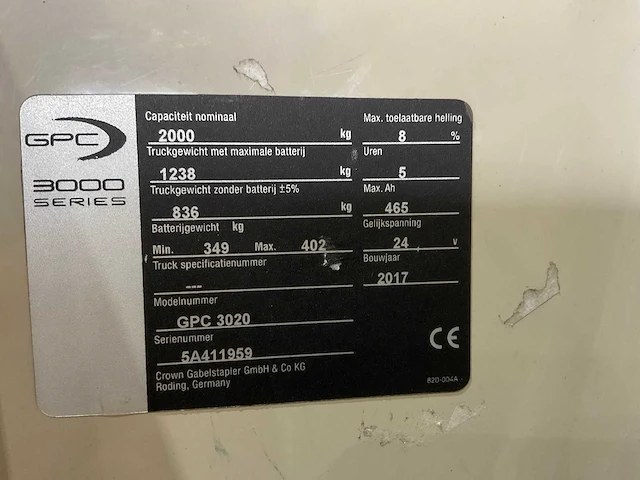 GPC
3000
SERIES
Capaciteit nominaal
2000 kg
Truckgewicht met maximale batterij
1238 kg
Truckgewicht zonder batterij ±5%
836 kg
Batterijgewicht kg
Min. 349 Max. 402
Truck specificatienummer
---
Modelnummer
GPC 3020
Serienummer
5A411959
Crown Gabelstapler GmbH & Co KG
Roding, Germany
Max. toelaatbare helling
8 %
Uren
5
Max. Ah
465
Gelijkspanning
24 v
Bouwjaar
2017
CE
820-004A